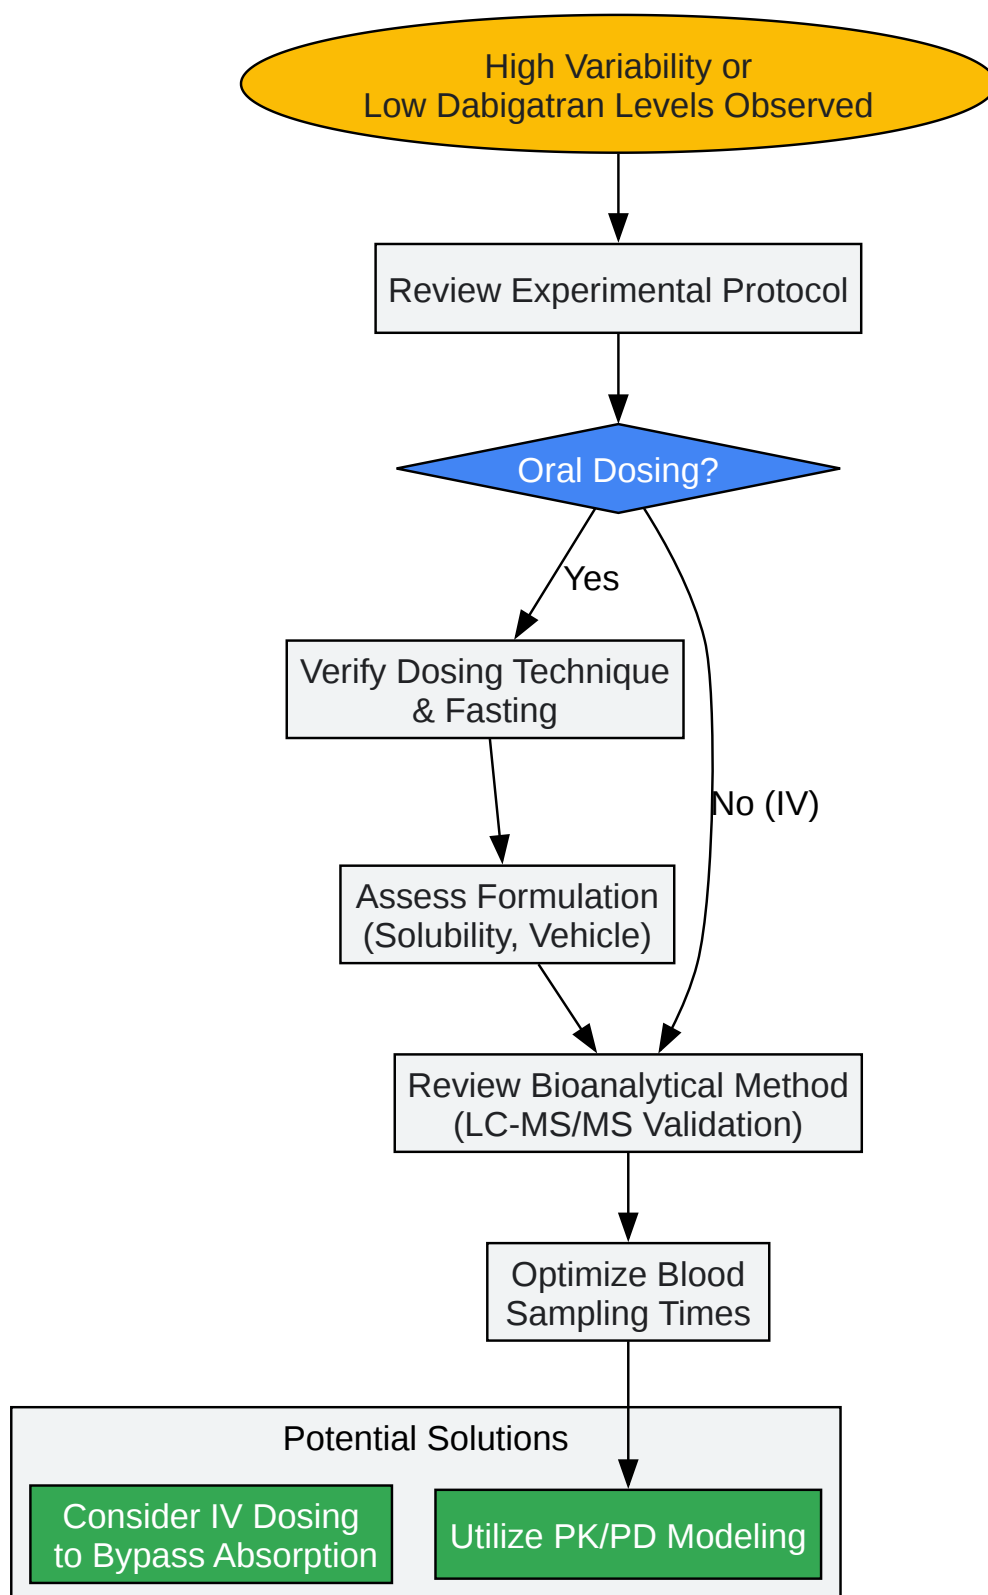 High Variability or
Low Dabigatran Levels Observed
Review Experimental Protocol
Oral Dosing?
Yes
Verify Dosing Technique
& Fasting
No (IV)
Assess Formulation
(Solubility, Vehicle)
Review Bioanalytical Method
(LC-MS/MS Validation)
Optimize Blood
Sampling Times
Potential Solutions
Consider IV Dosing
to Bypass Absorption
Utilize PK/PD Modeling